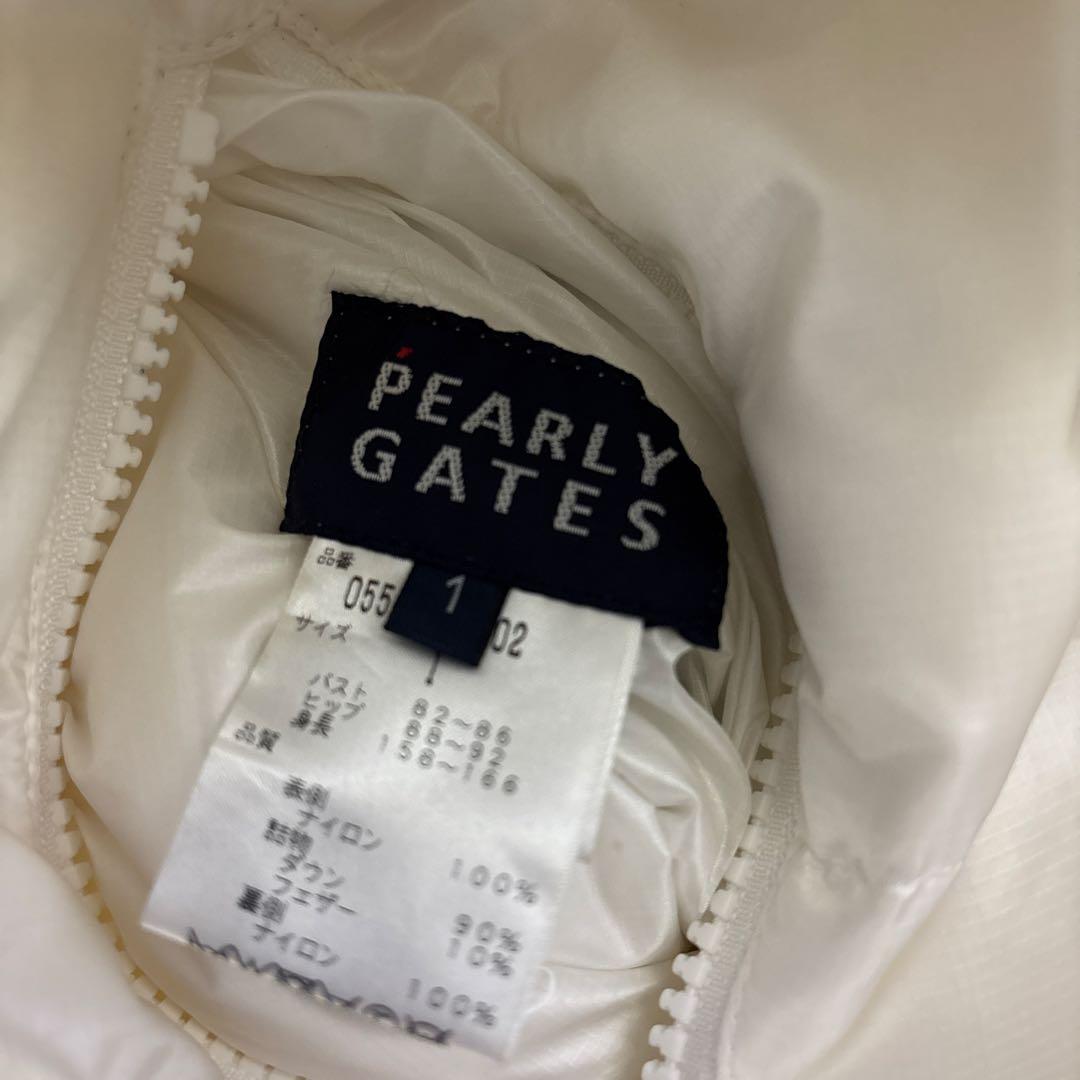 PEARLY
GATES
1
品番
055 02
サイズ
1
バスト 82~86
ヒップ 88~92
身長 158~166
品質
表側
ナイロン 100%
詰物
ダウン 90%
フェザー 10%
裏側
ナイロン 100%